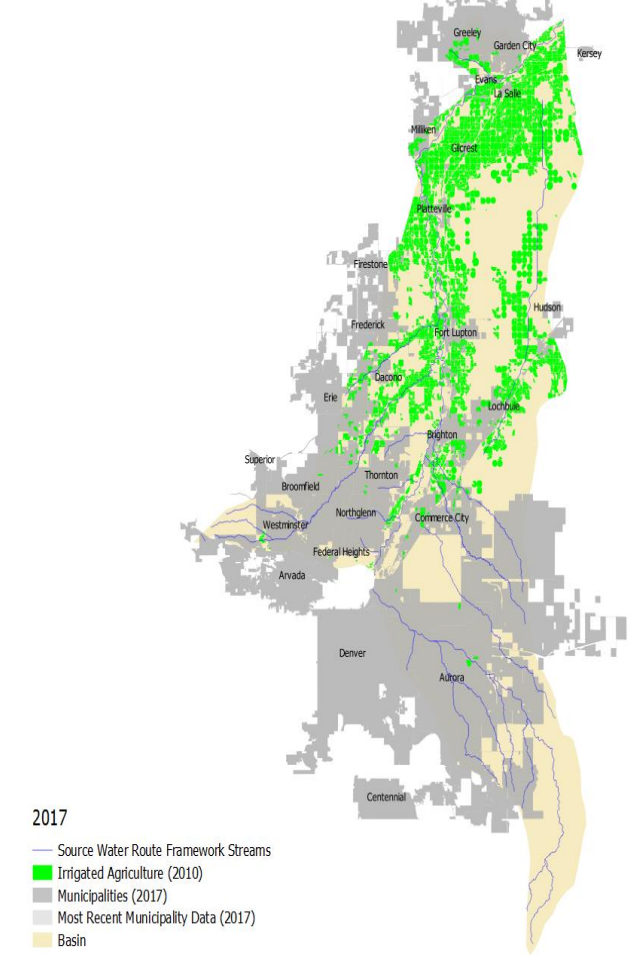 Greeley
Garden City
Kersey
Evans
La Salle
Milliken
Gilcrest
Platteville
Firestone
Hudson
Frederick
Fort Lupton
Dacono
Erie
Lochbuie
Brighton
Superior
Thornton
Broomfield
Northglenn
Commerce City
Westminster
Federal Heights
Arvada
Denver
Aurora
Centennial
2017
Source Water Route Framework Streams
Irrigated Agriculture (2010)
Municipalities (2017)
Most Recent Municipality Data (2017)
Basin